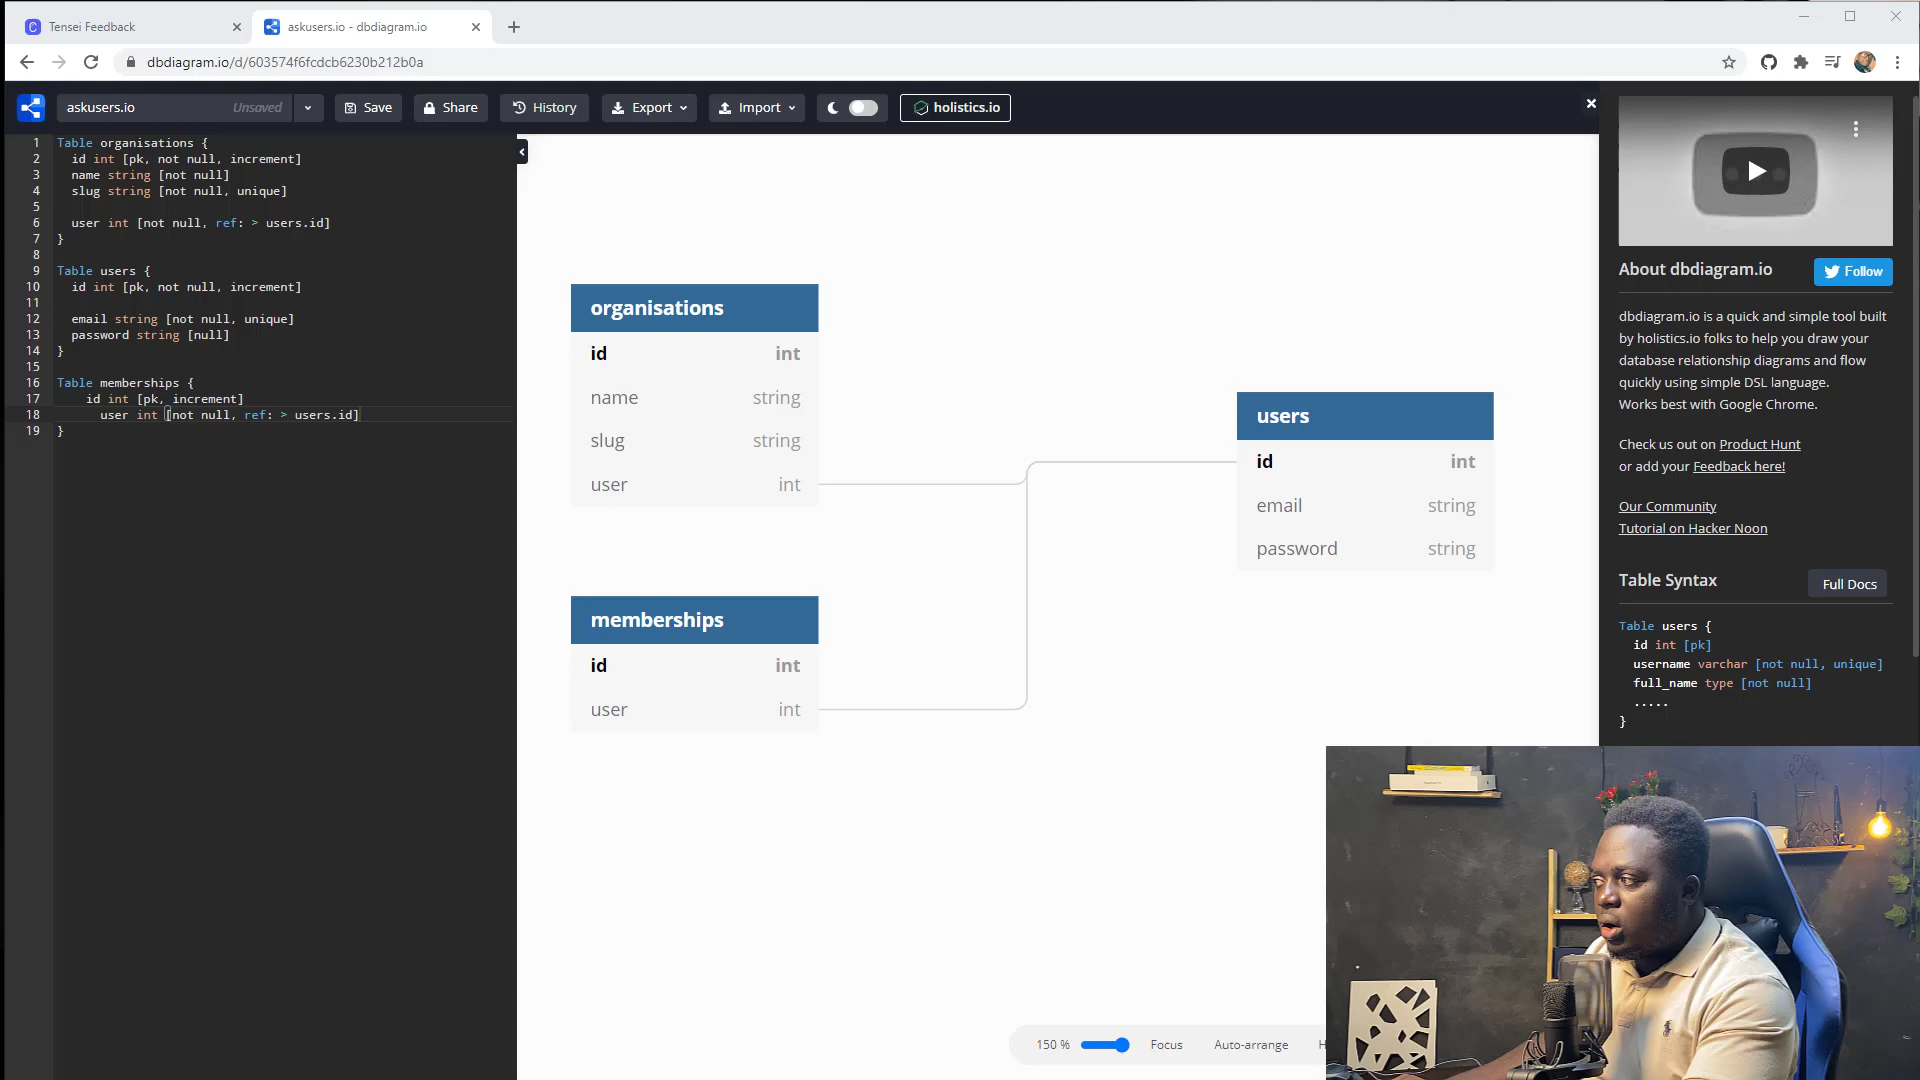 Tensei Feedback
askusers.io - dbdiagram.io
dbdiagram.io/d/603574f6fcdcb6230b212b0a
askusers.io
Unsaved
Save
Share
History
Export
Import
holistics.io
1 Table organisations {
2 id int [pk, not null, increment]
3 name string [not null]
4 slug string [not null, unique]
5
6 user int [not null, ref: > users.id]
7 }
8
9 Table users {
10 id int [pk, not null, increment]
11
12 email string [not null, unique]
13 password string [null]
14 }
15
16 Table memberships {
17 id int [pk, increment]
18 user int [not null, ref: > users.id]
19 }
organisations
id int
name string
slug string
user int
memberships
id int
user int
users
id int
email string
password string
150 %
Focus
Auto-arrange
H
About dbdiagram.io
Follow
dbdiagram.io is a quick and simple tool built
by holistics.io folks to help you draw your
database relationship diagrams and flow
quickly using simple DSL language.
Works best with Google Chrome.
Check us out on Product Hunt
or add your Feedback here!
Our Community
Tutorial on Hacker Noon
Table Syntax
Full Docs
Table users {
id int [pk]
username varchar [not null, unique]
full_name type [not null]
.....
}